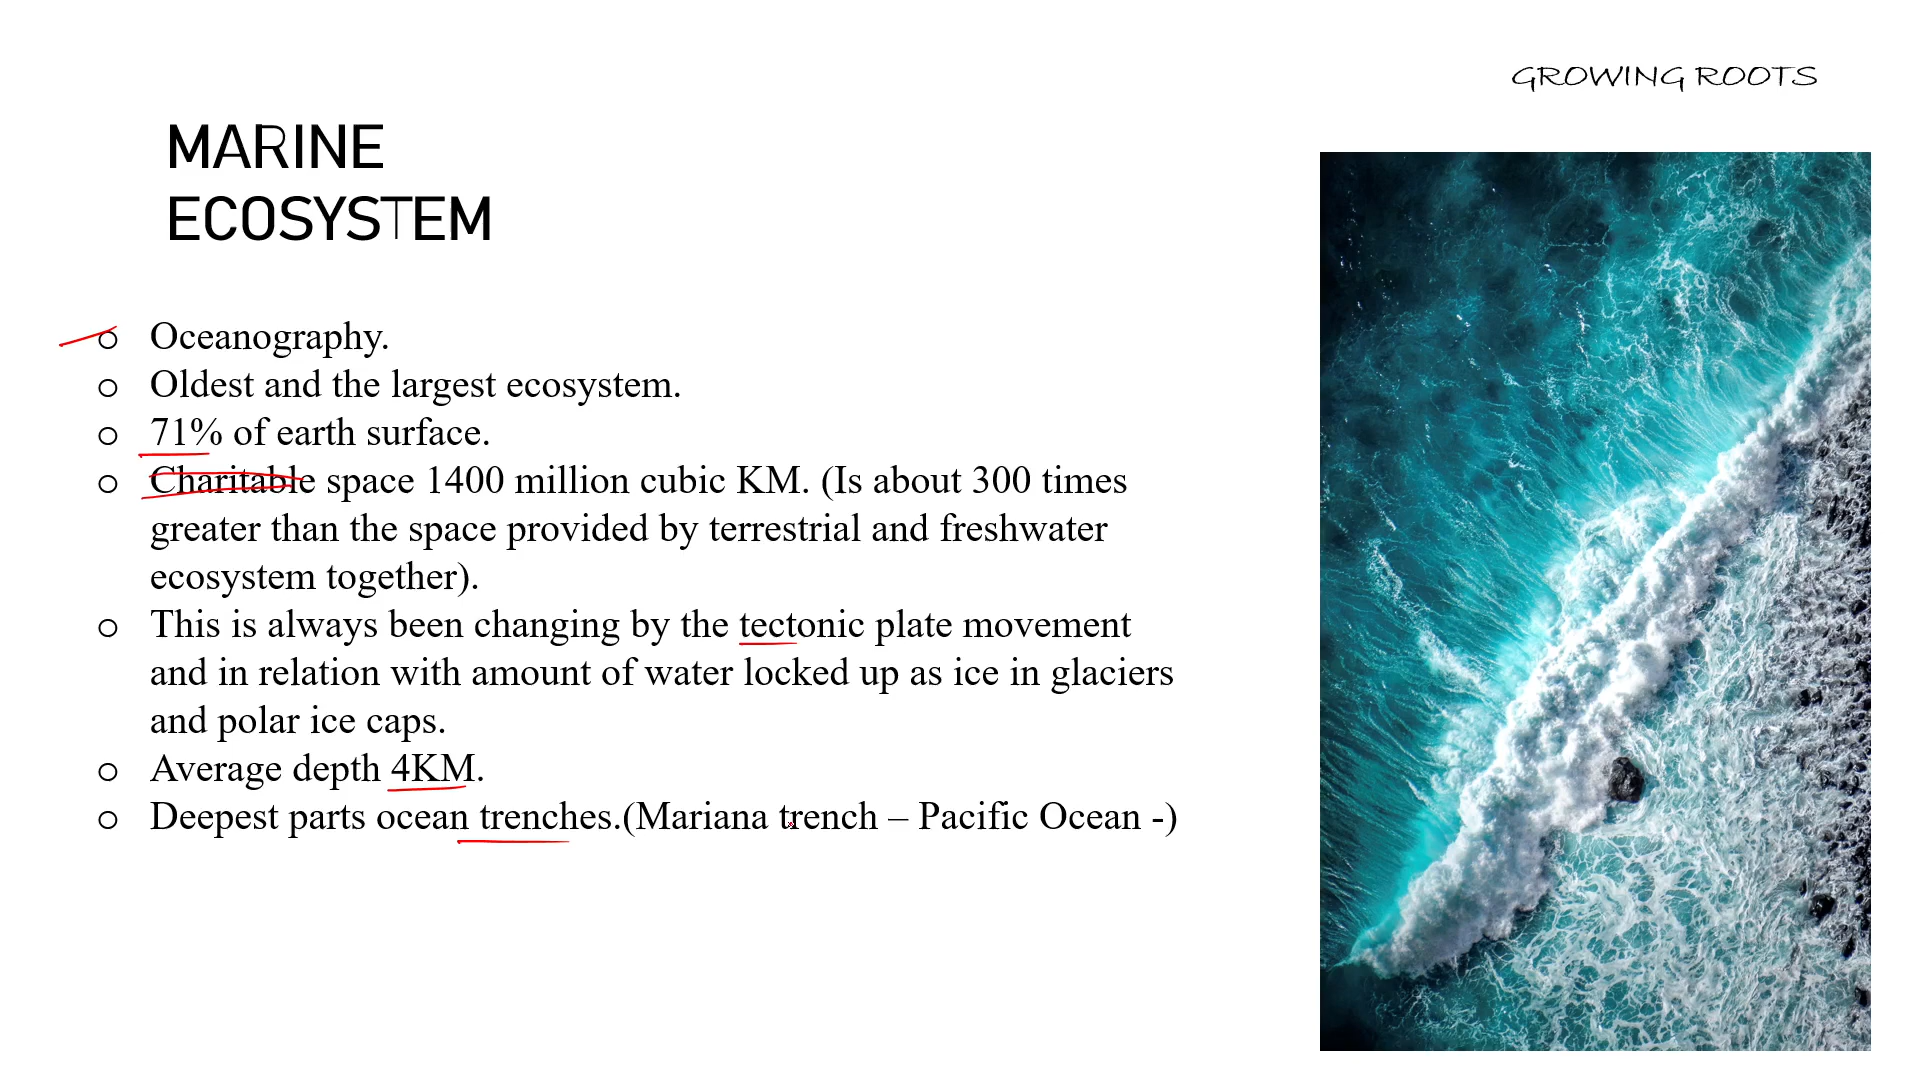 GROWING ROOTS
MARINE
ECOSYSTEM
o Oceanography.
o Oldest and the largest ecosystem.
o 71% of earth surface.
o Charitable space 1400 million cubic KM. (Is about 300 times
greater than the space provided by terrestrial and freshwater
ecosystem together).
o This is always been changing by the tectonic plate movement
and in relation with amount of water locked up as ice in glaciers
and polar ice caps.
o Average depth 4KM.
o Deepest parts ocean trenches.(Mariana trench – Pacific Ocean -)